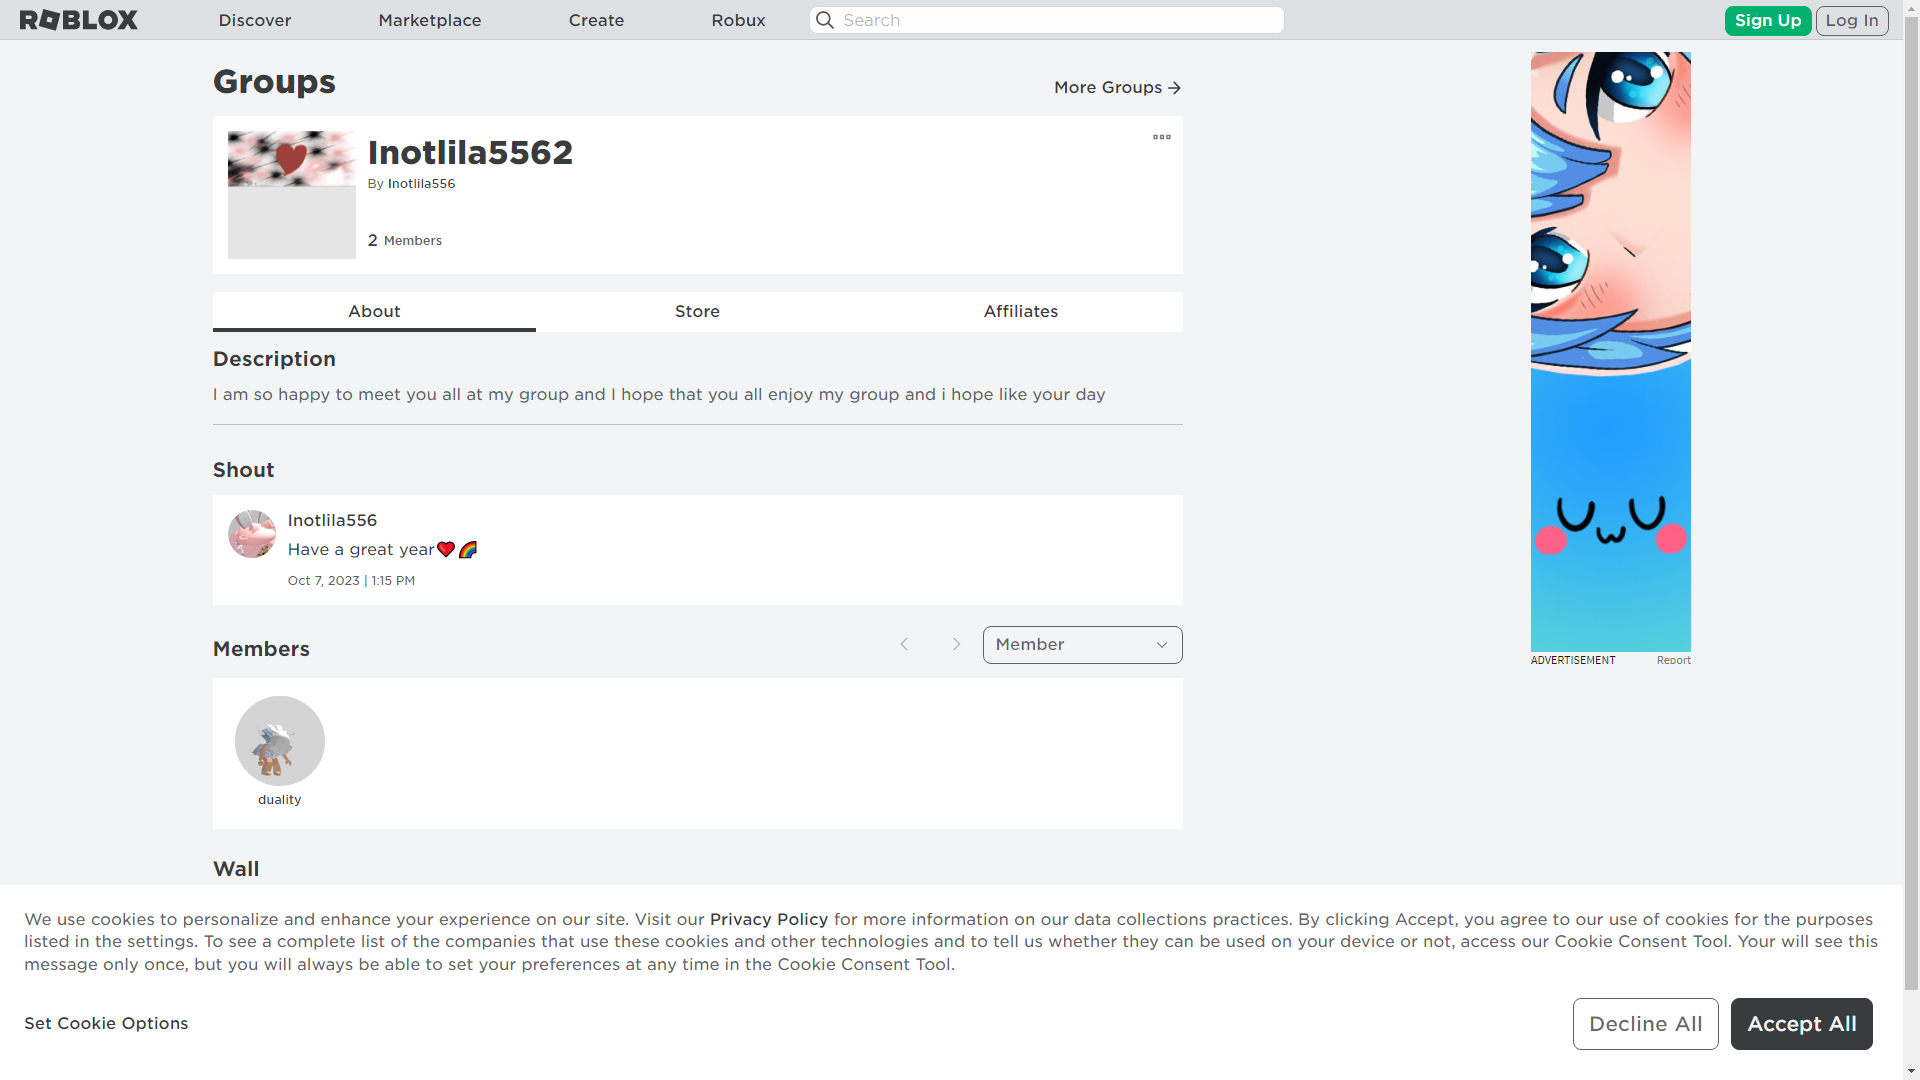 ROBLOX
Discover
Marketplace
Create
Robux
Search
Sign Up
Log In
Groups
More Groups
Inotlila5562
By Inotlila556
2 Members
About
Store
Affiliates
Description
I am so happy to meet you all at my group and I hope that you all enjoy my group and i hope like your day
Shout
Inotlila556
Have a great year❤️🌈
Oct 7, 2023 | 1:15 PM
ADVERTISEMENT
Report
Members
Member
duality
Wall
We use cookies to personalize and enhance your experience on our site. Visit our Privacy Policy for more information on our data collections practices. By clicking Accept, you agree to our use of cookies for the purposes
listed in the settings. To see a complete list of the companies that use these cookies and other technologies and to tell us whether they can be used on your device or not, access our Cookie Consent Tool. Your will see this
message only once, but you will always be able to set your preferences at any time in the Cookie Consent Tool.
Set Cookie Options
Decline All
Accept All